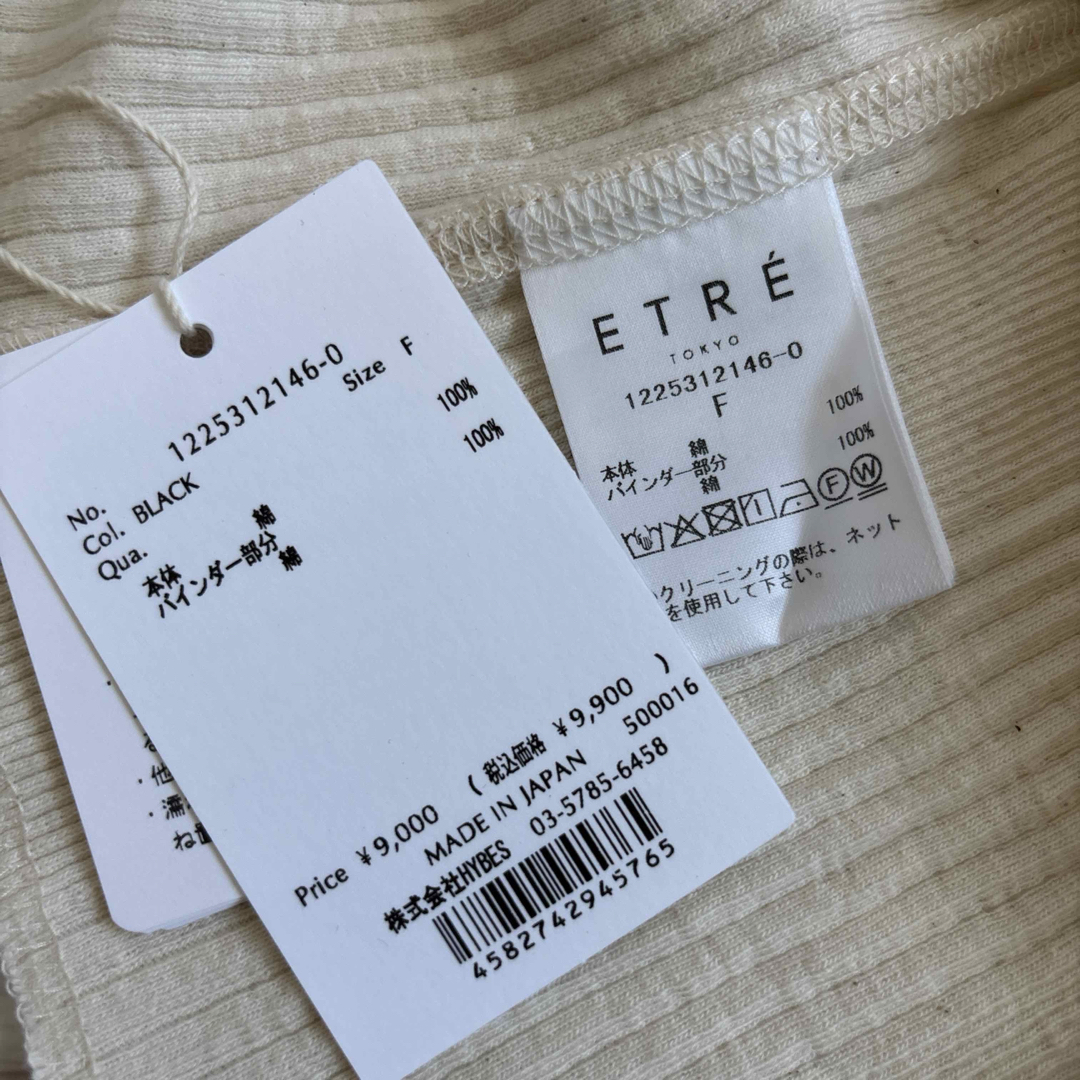 No. 1225312146-0
Col. BLACK Size F
Qua.
本体 綿 100%
バインダー部分 綿 100%
Price ¥9,000 ( 税込価格 ¥9,900 )
MADE IN JAPAN 500016
株式会社HYBES 03-5785-6458
4582742945765
・他
ね
ETRÉ
TOKYO
1225312146-0
F
本体 綿 100%
バインダー部分 綿 100%
F W
クリーニングの際は、ネット
を使用して下さい。